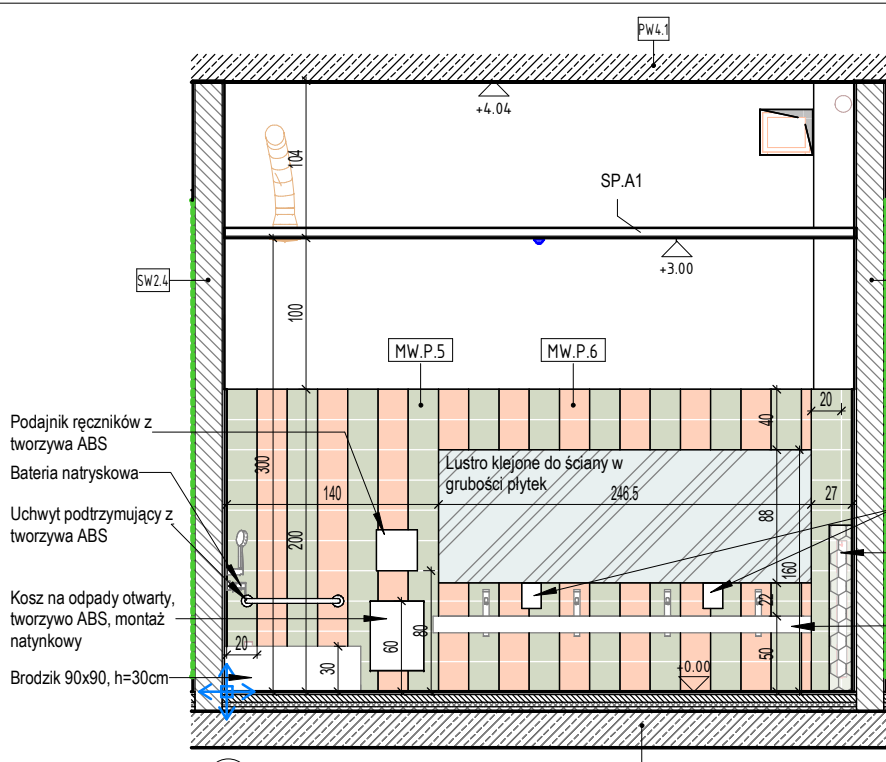 PW4.1
+4.04
104
SP.A1
+3.00
SW2.4
100
MW.P.5
MW.P.6
20
40
Podajnik ręczników z
tworzywa ABS
Bateria natryskowa
Uchwyt podtrzymujący z
tworzywa ABS
Kosz na odpady otwarty,
tworzywo ABS, montaż
natynkowy
Brodzik 90x90, h=30cm
300
Lustro klejone do ściany w
grubości płytek
140
246.5
27
200
88
160
22
60
80
20
30
50
+0.00